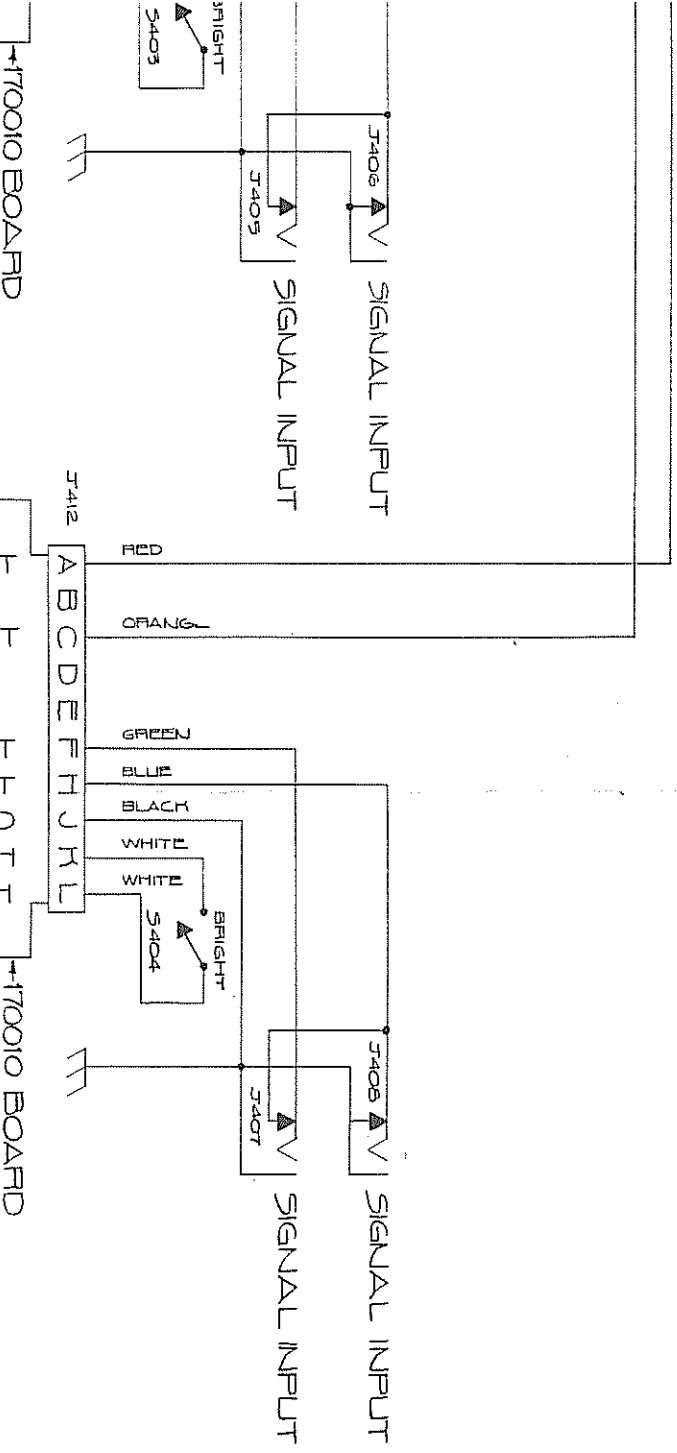 BRIGHT
S403
170010 BOARD
J406
J405
SIGNAL INPUT
SIGNAL INPUT
J412
A B C D E F H J K L
RED
GREEN
BLUE
BLACK
WHITE
WHITE
BRIGHT
S404
170010 BOARD
J408
J407
SIGNAL INPUT
SIGNAL INPUT